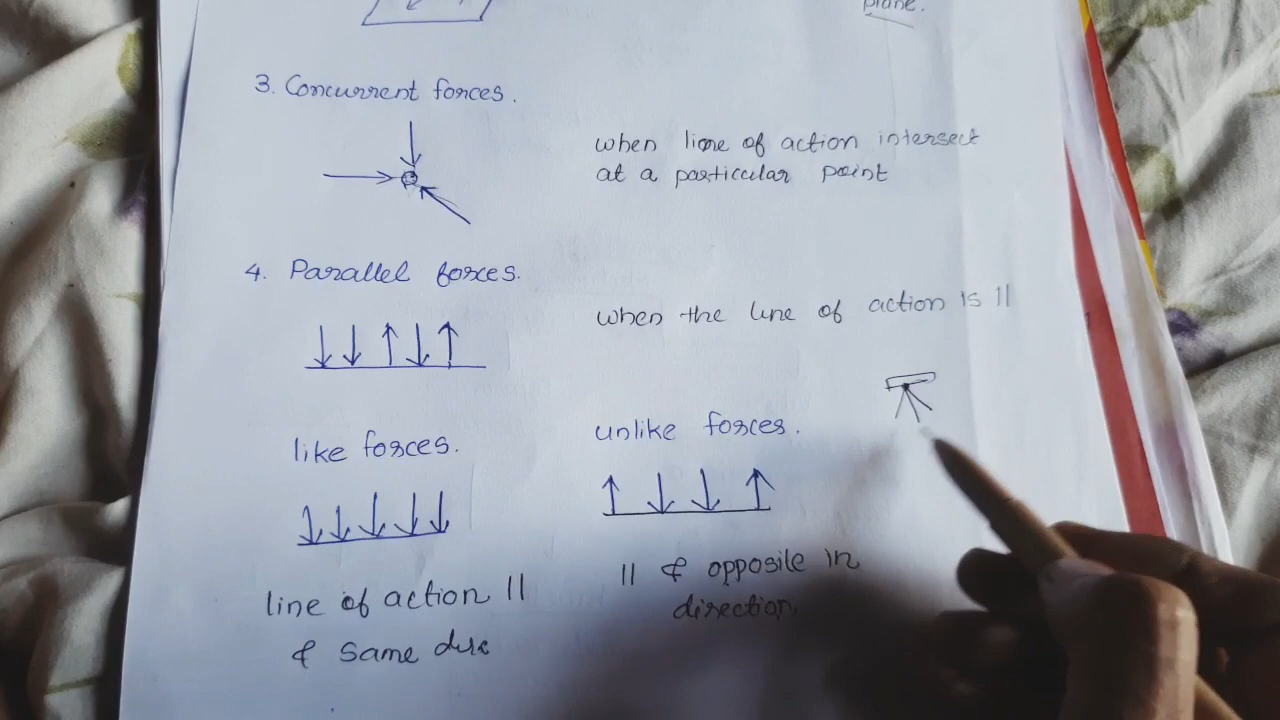 plane.
3. Concurrent forces.
when line of action intersect
at a particular point
4. Parallel forces.
when the line of action is ||
like forces.
unlike forces.
line of action ||
& same dire
|| & opposite in
direction